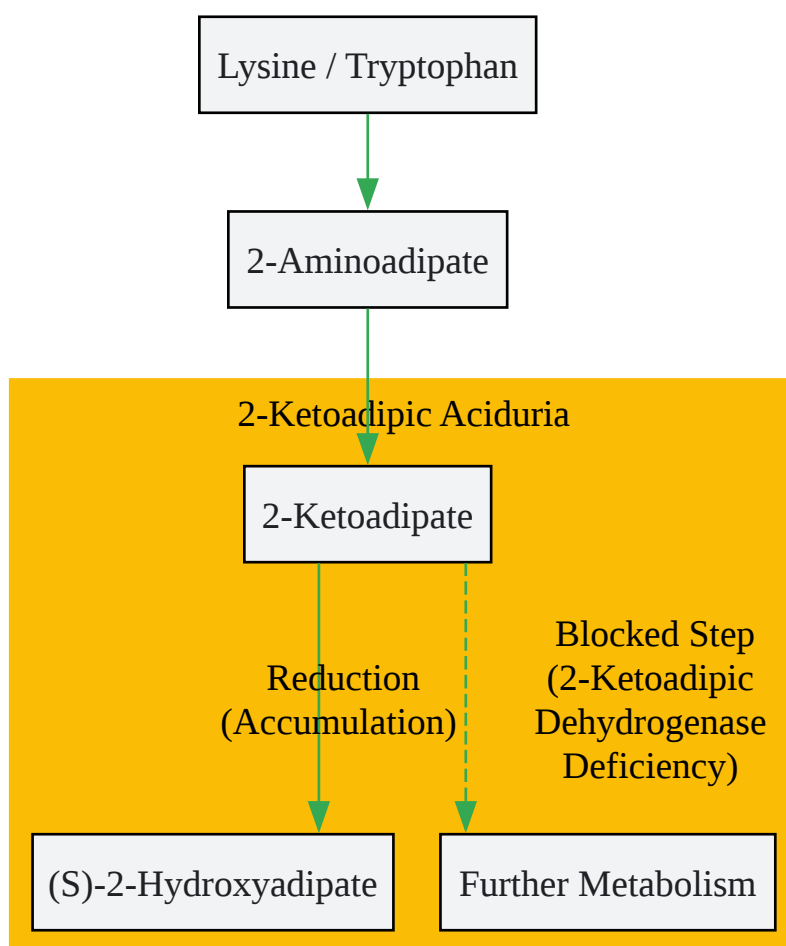 Lysine / Tryptophan
2-Aminoadipate
2-Ketoadipic Aciduria
2-Ketoadipate
Reduction
(Accumulation)
Blocked Step
(2-Ketoadipic
Dehydrogenase
Deficiency)
(S)-2-Hydroxyadipate
Further Metabolism